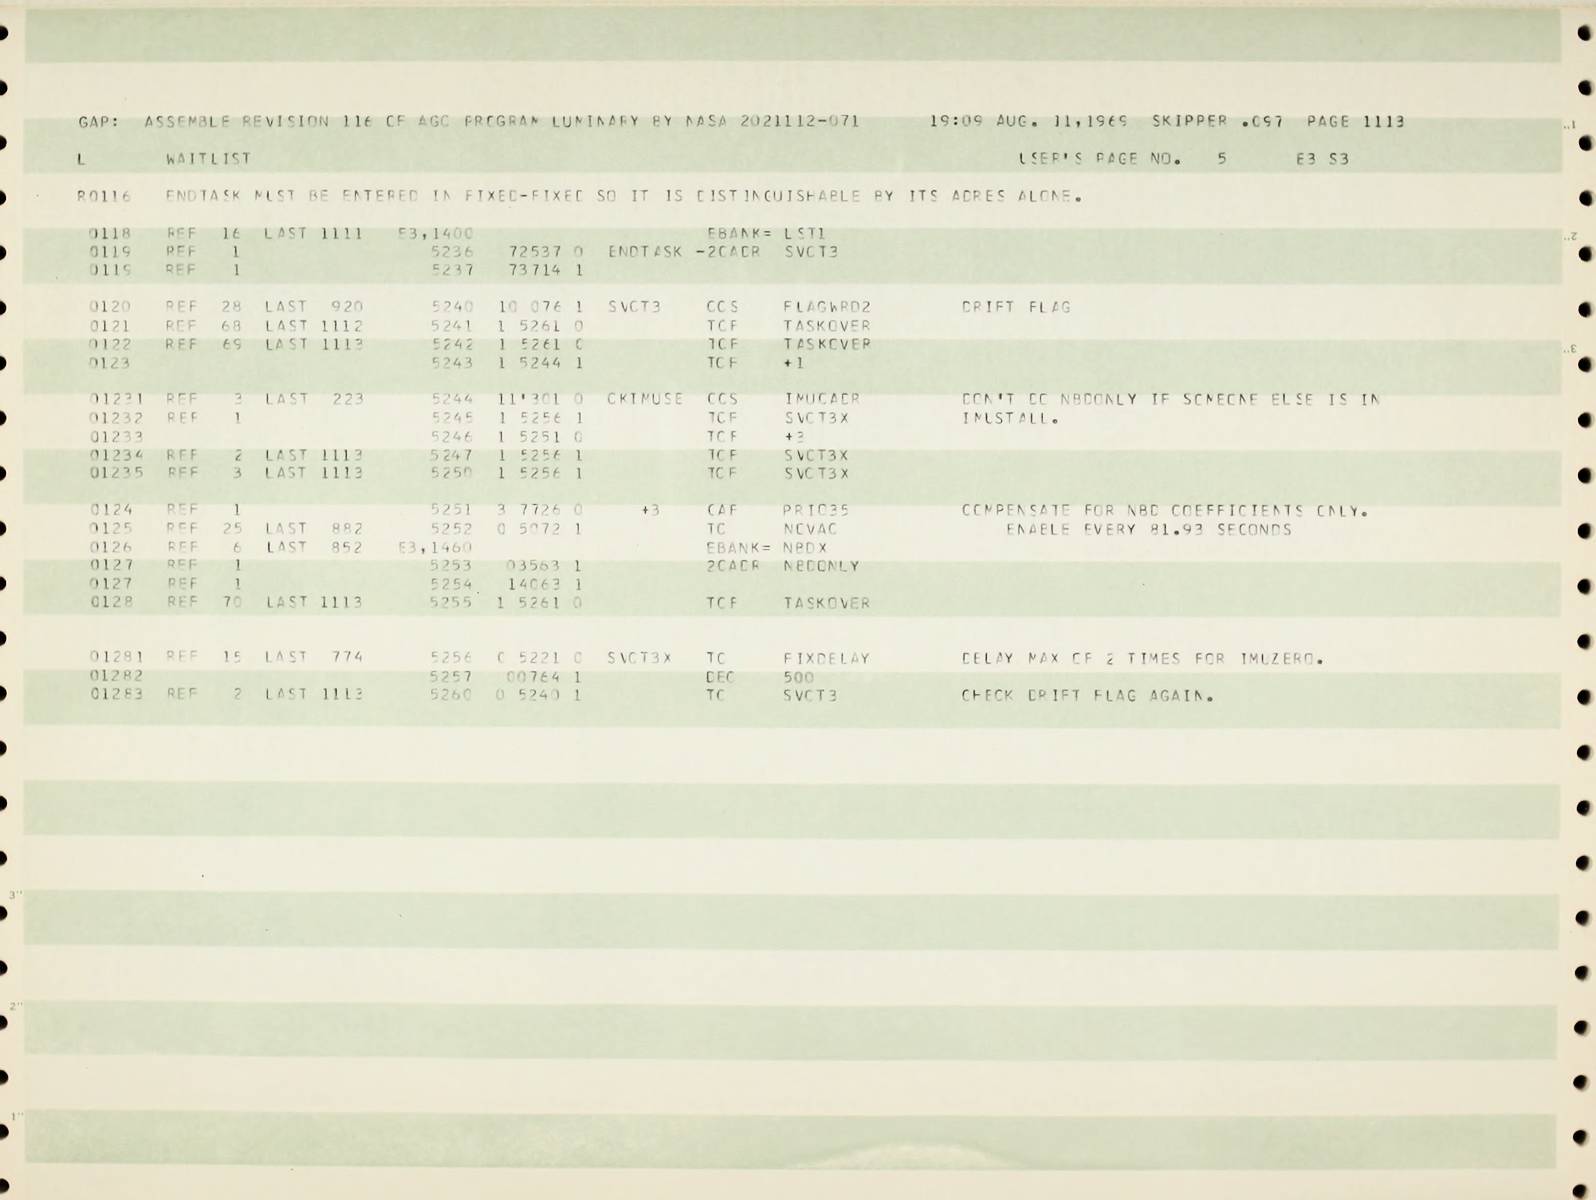 GAP: ASSEMBLE REVISION 116 OF AGC PROGRAM LUMINARY BY NASA 2021112-071 19:09 AUG. 11,1969 SKIPPER .097 PAGE 1113
L WAITLIST USER'S PAGE NO. 5 E3 S3
R0116 ENDTASK MUST BE ENTERED IN FIXED-FIXED SO IT IS DISTINGUISHABLE BY ITS ADRES ALONE.
0118 REF 16 LAST 1111 E3,1400 EBANK= LST1
0119 REF 1 5236 72537 0 ENDTASK -2CADR SVCT3
0119 REF 1 5237 73714 1
0120 REF 28 LAST 920 5240 10 076 1 SVCT3 CCS FLAGWRD2 DRIFT FLAG
0121 REF 68 LAST 1112 5241 1 5261 0 TCF TASKOVER
0122 REF 69 LAST 1113 5242 1 5261 0 TCF TASKOVER
0123 5243 1 5244 1 TCF +1
01231 REF 3 LAST 223 5244 11'301 0 CKIMUSE CCS IMUCADR DON'T DO NBDONLY IF SOMEONE ELSE IS IN
01232 REF 1 5245 1 5256 1 TCF SVCT3X IMUSTALL.
01233 5246 1 5251 0 TCF +3
01234 REF 2 LAST 1113 5247 1 5256 1 TCF SVCT3X
01235 REF 3 LAST 1113 5250 1 5256 1 TCF SVCT3X
0124 REF 1 5251 3 7726 0 +3 CAF PRIO35 COMPENSATE FOR NBD COEFFICIENTS ONLY.
0125 REF 25 LAST 882 5252 0 5072 1 TC NOVAC ENABLE EVERY 81.93 SECONDS
0126 REF 6 LAST 852 E3,1460 EBANK= NBDX
0127 REF 1 5253 03563 1 2CADR NBDONLY
0127 REF 1 5254 14063 1
0128 REF 70 LAST 1113 5255 1 5261 0 TCF TASKOVER
01281 REF 15 LAST 774 5256 0 5221 0 SVCT3X TC FIXDELAY DELAY MAX OF 2 TIMES FOR IMUZERO.
01282 5257 00764 1 DEC 500
01283 REF 2 LAST 1113 5260 0 5240 1 TC SVCT3 CHECK DRIFT FLAG AGAIN.
1"
2"
3"
3"
2"
1"